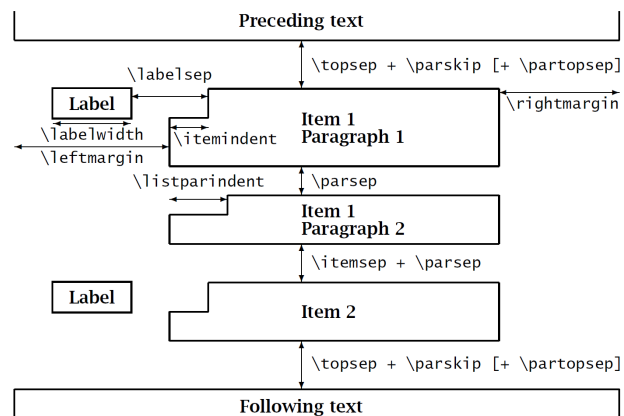 Preceding text
\topsep + \parskip [+ \partopsep]
\labelsep
Label
\rightmargin
Item 1
\labelwidth
\itemindent
Paragraph 1
\leftmargin
\listparindent
\parsep
Item 1
Paragraph 2
\itemsep + \parsep
Label
Item 2
\topsep + \parskip [+ \partopsep]
Following text